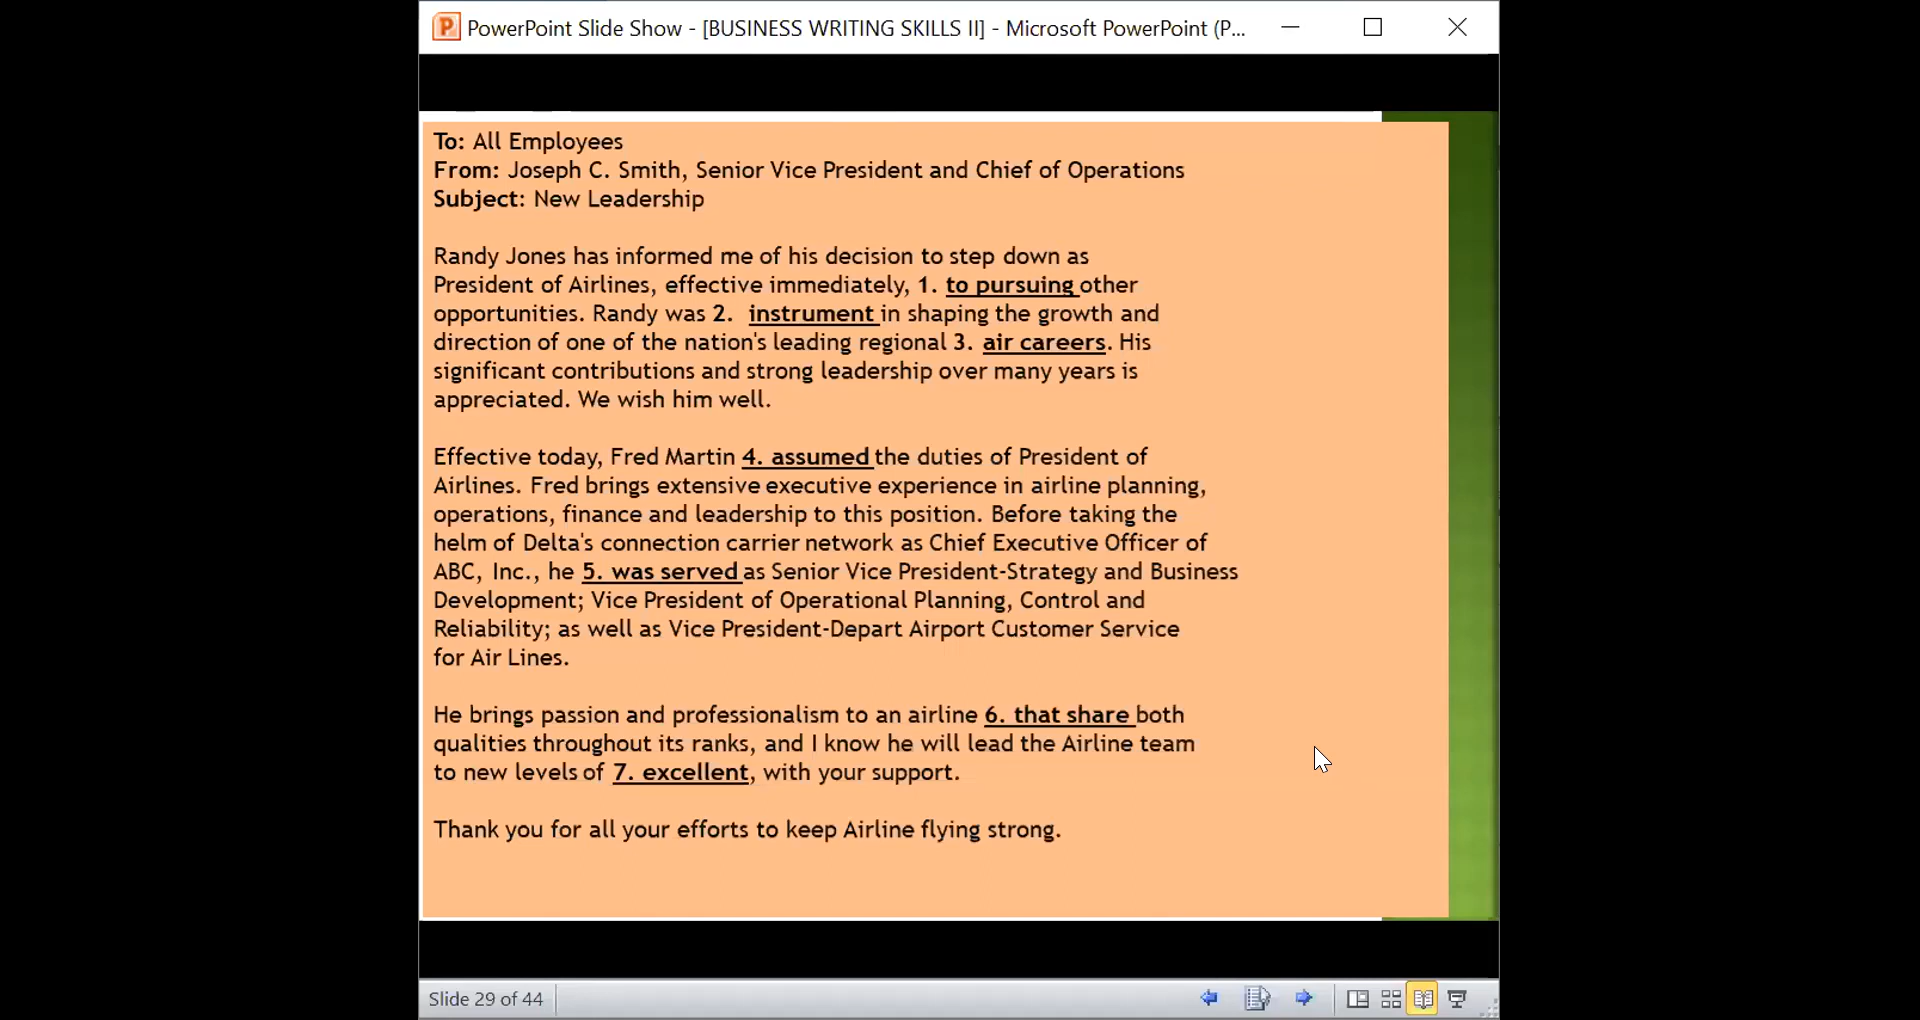 PowerPoint Slide Show - [BUSINESS WRITING SKILLS II] - Microsoft PowerPoint (P...
To: All Employees
From: Joseph C. Smith, Senior Vice President and Chief of Operations
Subject: New Leadership
Randy Jones has informed me of his decision to step down as
President of Airlines, effective immediately, 1. to pursuing other
opportunities. Randy was 2. instrument in shaping the growth and
direction of one of the nation's leading regional 3. air careers. His
significant contributions and strong leadership over many years is
appreciated. We wish him well.
Effective today, Fred Martin 4. assumed the duties of President of
Airlines. Fred brings extensive executive experience in airline planning,
operations, finance and leadership to this position. Before taking the
helm of Delta's connection carrier network as Chief Executive Officer of
ABC, Inc., he 5. was served as Senior Vice President-Strategy and Business
Development; Vice President of Operational Planning, Control and
Reliability; as well as Vice President-Depart Airport Customer Service
for Air Lines.
He brings passion and professionalism to an airline 6. that share both
qualities throughout its ranks, and I know he will lead the Airline team
to new levels of 7. excellent, with your support.
Thank you for all your efforts to keep Airline flying strong.
Slide 29 of 44